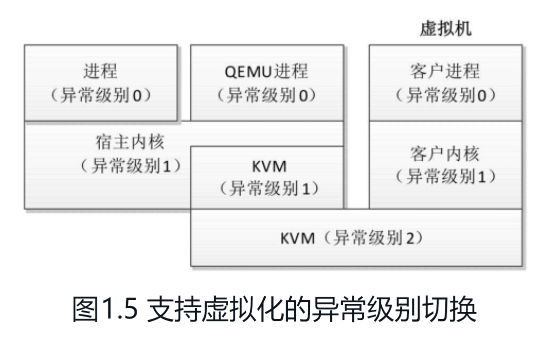 虚拟机
进程
（异常级别0）
QEMU进程
（异常级别0）
客户进程
（异常级别0）
宿主内核
（异常级别1）
KVM
（异常级别1）
客户内核
（异常级别1）
KVM（异常级别2）
图1.5 支持虚拟化的异常级别切换